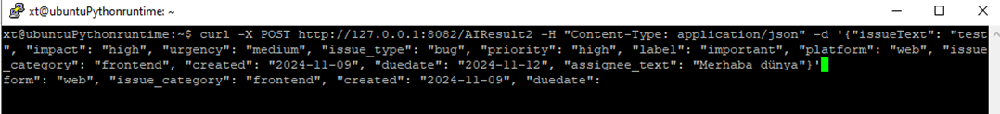 xt@ubuntuPythonruntime: ~
xt@ubuntuPythonruntime:~$ curl -X POST http://127.0.0.1:8082/AIResult2 -H "Content-Type: application/json" -d '{"issueText": "test
", "impact": "high", "urgency": "medium", "issue_type": "bug", "priority": "high", "label": "important", "platform": "web", "issue
_category": "frontend", "created": "2024-11-09", "duedate": "2024-11-12", "assignee_text": "Merhaba dünya"}'
form": "web", "issue_category": "frontend", "created": "2024-11-09", "duedate":